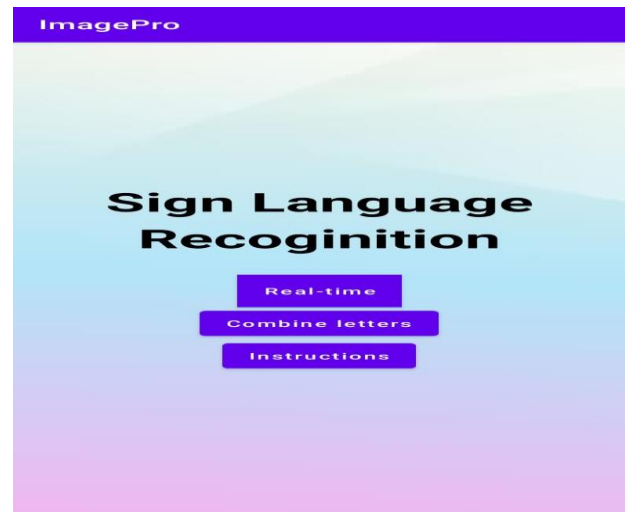 ImagePro
Sign Language
Recoginition
Real-time
Combine letters
Instructions